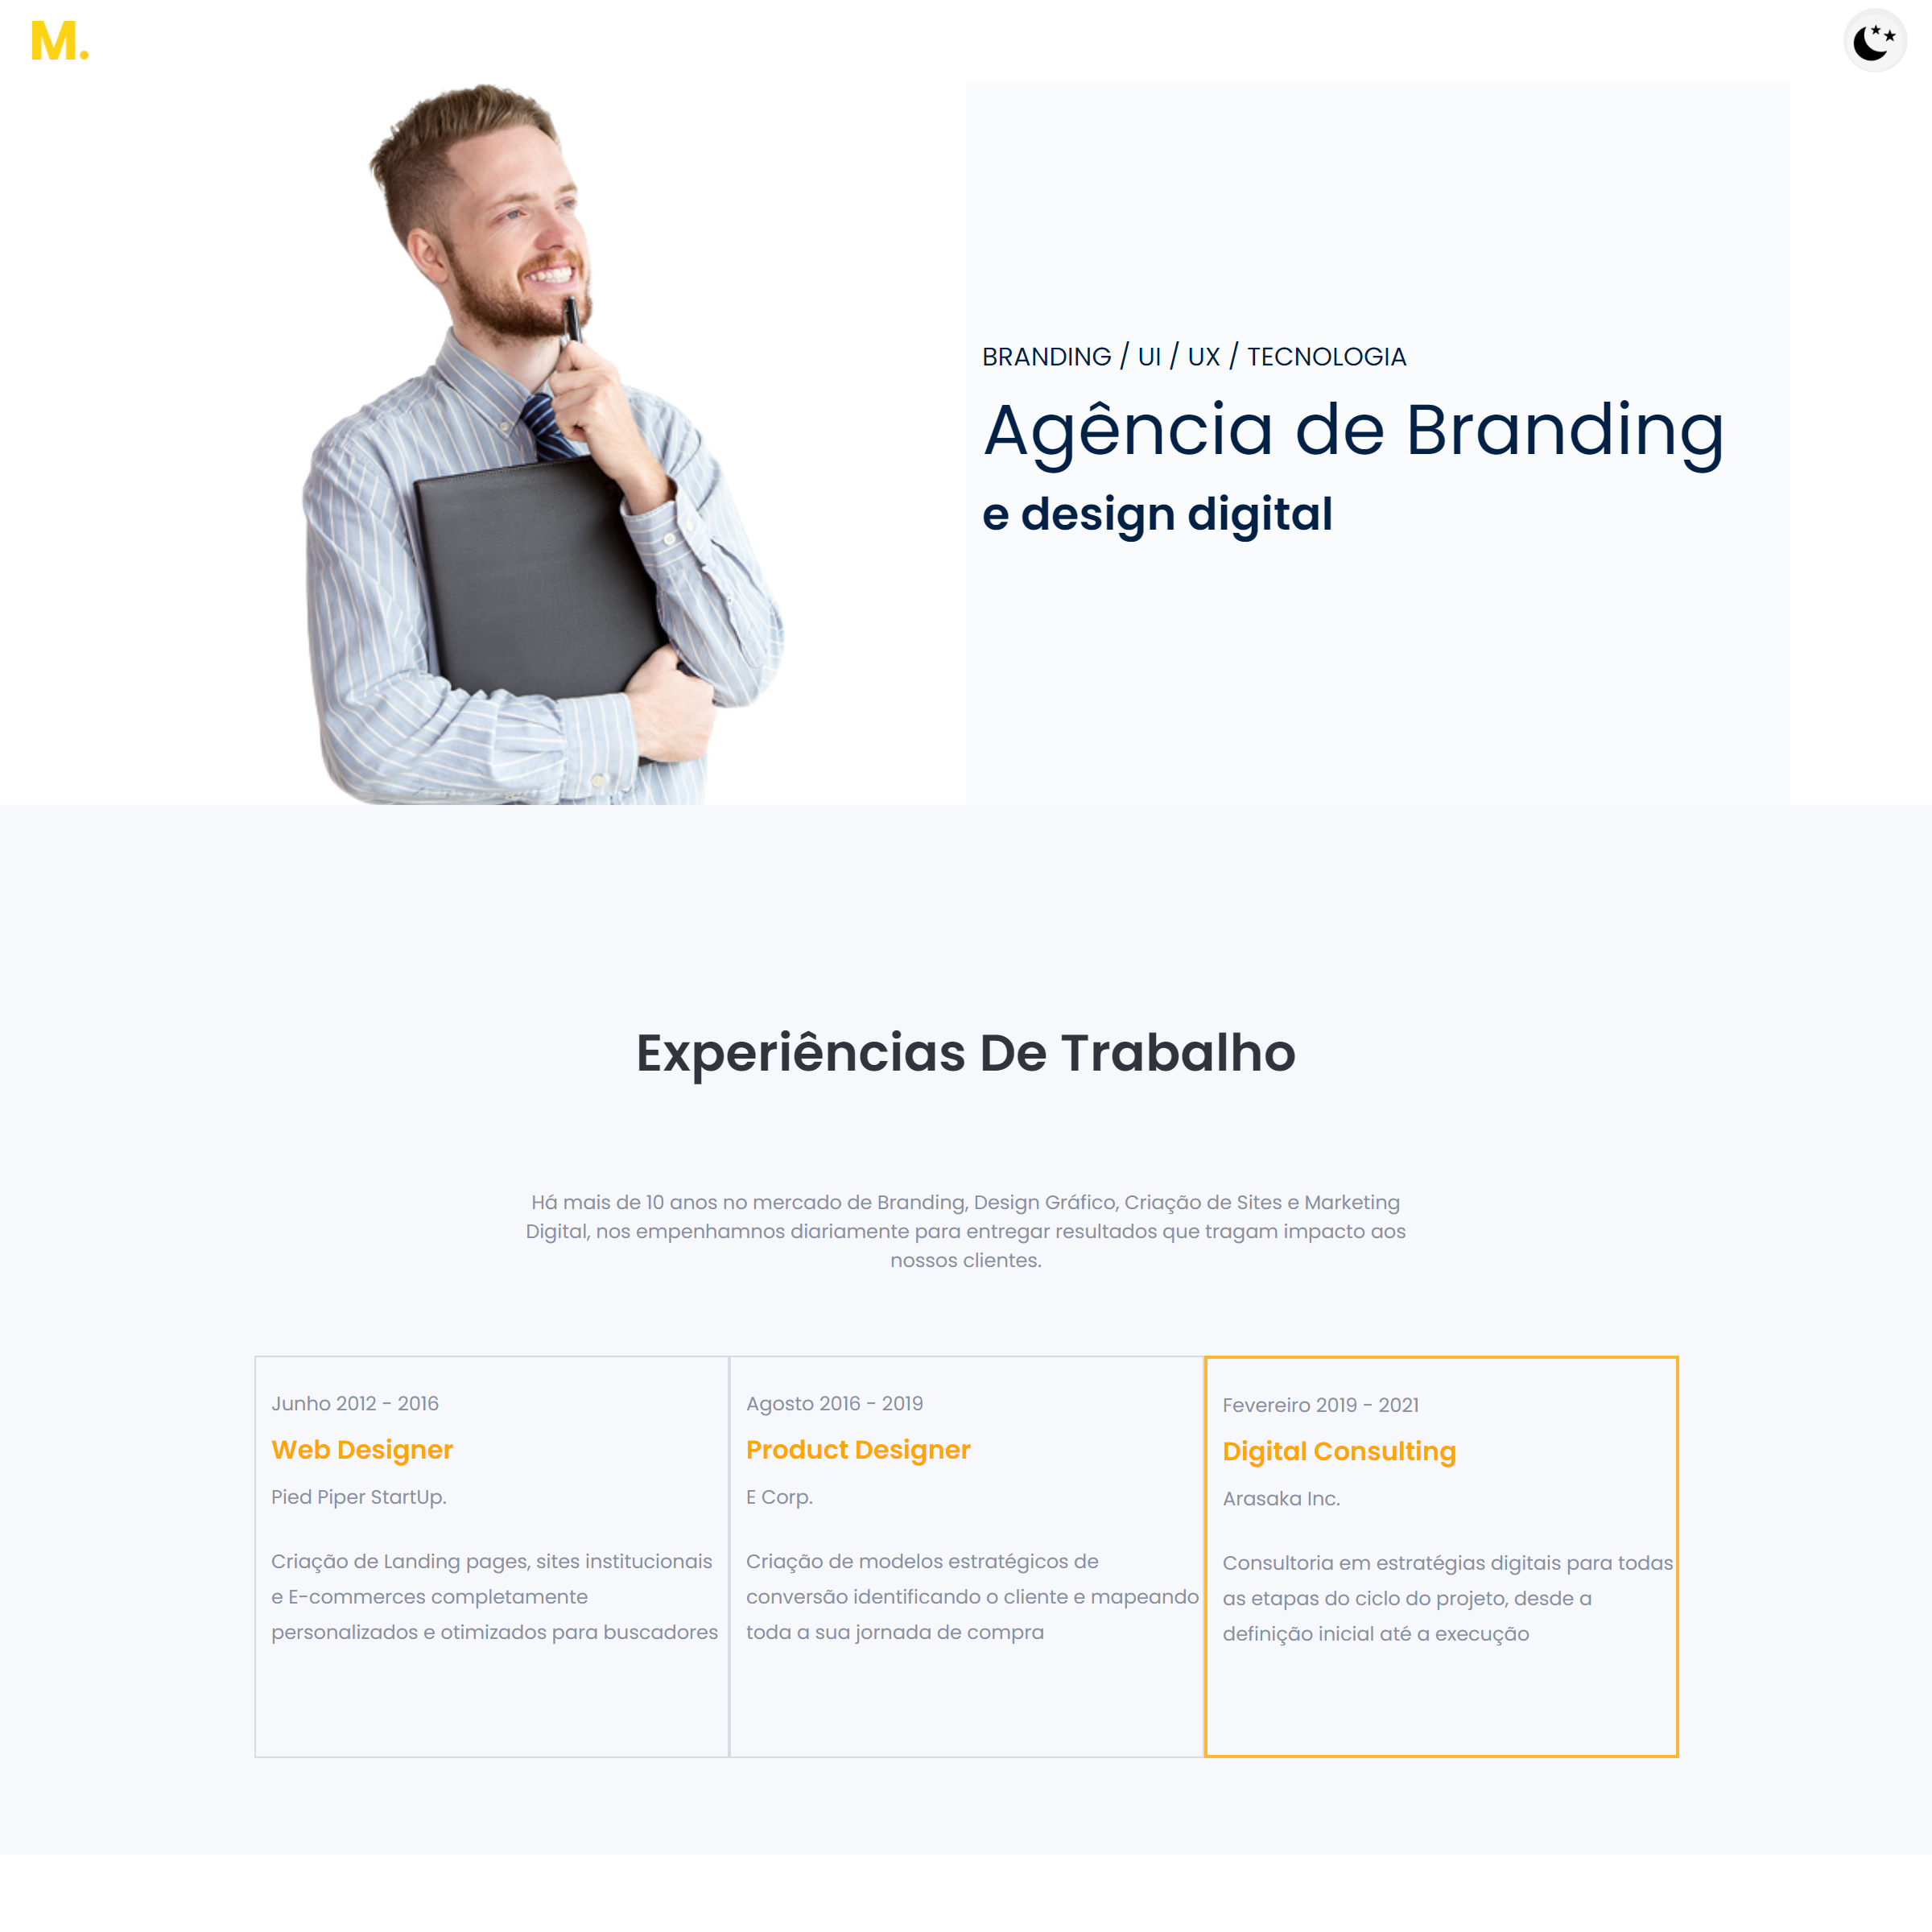 M.
BRANDING / UI / UX / TECNOLOGIA
Agência de Branding
e design digital
Experiências De Trabalho
Há mais de 10 anos no mercado de Branding, Design Gráfico, Criação de Sites e Marketing
Digital, nos empenhamnos diariamente para entregar resultados que tragam impacto aos
nossos clientes.
Junho 2012 - 2016
Web Designer
Pied Piper StartUp.
Criação de Landing pages, sites institucionais
e E-commerces completamente
personalizados e otimizados para buscadores
Agosto 2016 - 2019
Product Designer
E Corp.
Criação de modelos estratégicos de
conversão identificando o cliente e mapeando
toda a sua jornada de compra
Fevereiro 2019 - 2021
Digital Consulting
Arasaka Inc.
Consultoria em estratégias digitais para todas
as etapas do ciclo do projeto, desde a
definição inicial até a execução